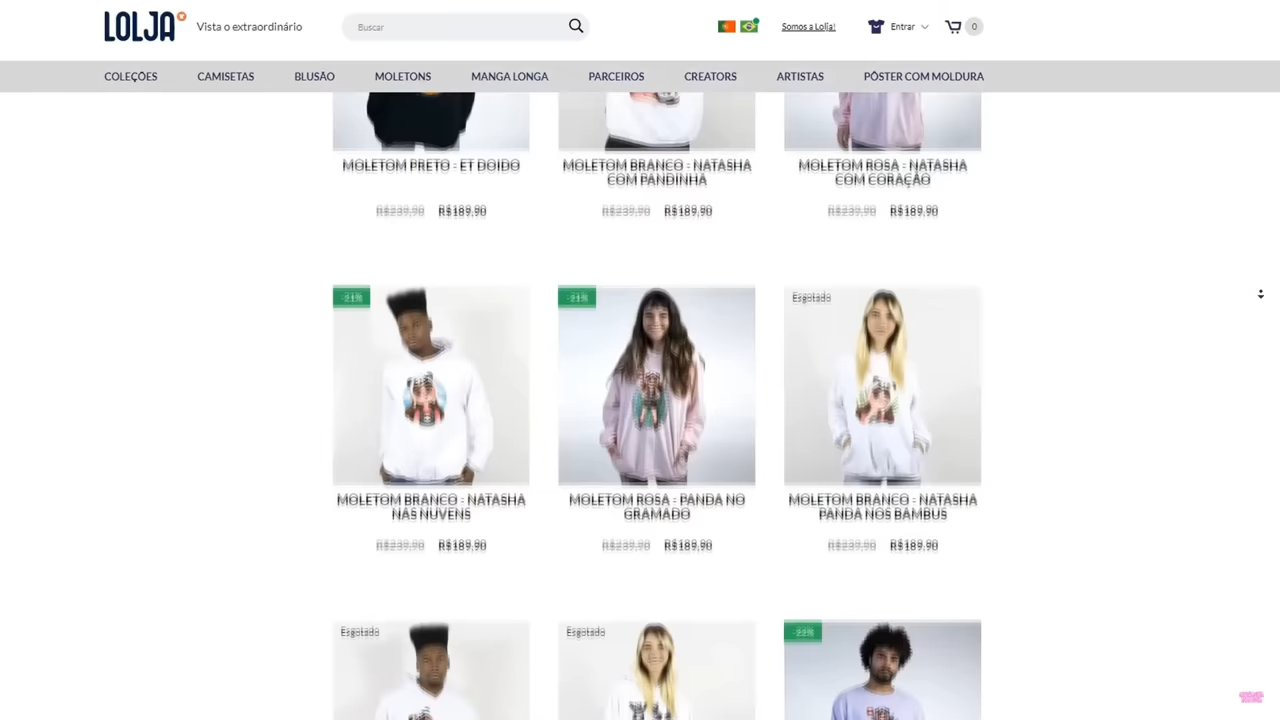 LOLJA
Vista o extraordinário
Buscar
Somos a Lolja!
Entrar
0
COLEÇÕES
CAMISETAS
BLUSÃO
MOLETONS
MANGA LONGA
PARCEIROS
CREATORS
ARTISTAS
PÔSTER COM MOLDURA
MOLETOM PRETO - ET DOIDO
MOLETOM BRANCO - NATASHA
COM PANDINHA
MOLETOM ROSA - NATASHA
COM CORAÇÃO
R$239,90 R$189,90
R$239,90 R$189,90
R$239,90 R$189,90
-21%
-21%
Esgotado
MOLETOM BRANCO - NATASHA
NAS NUVENS
MOLETOM ROSA - PANDA NO
GRAMADO
MOLETOM BRANCO - NATASHA
PANDA NOS BAMBUS
R$239,90 R$189,90
R$239,90 R$189,90
R$239,90 R$189,90
Esgotado
Esgotado
-22%